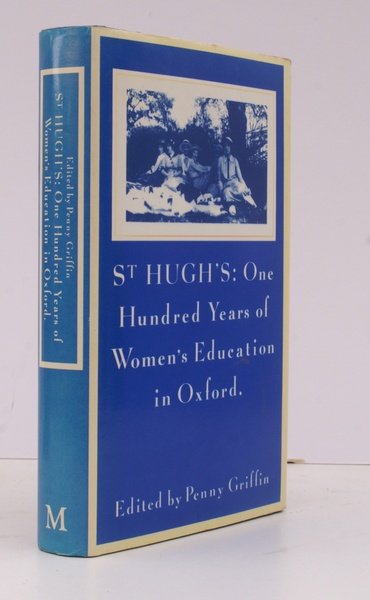 Edited by Penny Griffin
ST HUGH'S: One Hundred Years of
Women's Education in Oxford.
M
ST HUGH'S: One
Hundred Years of
Women's Education
in Oxford.
Edited by Penny Griffin